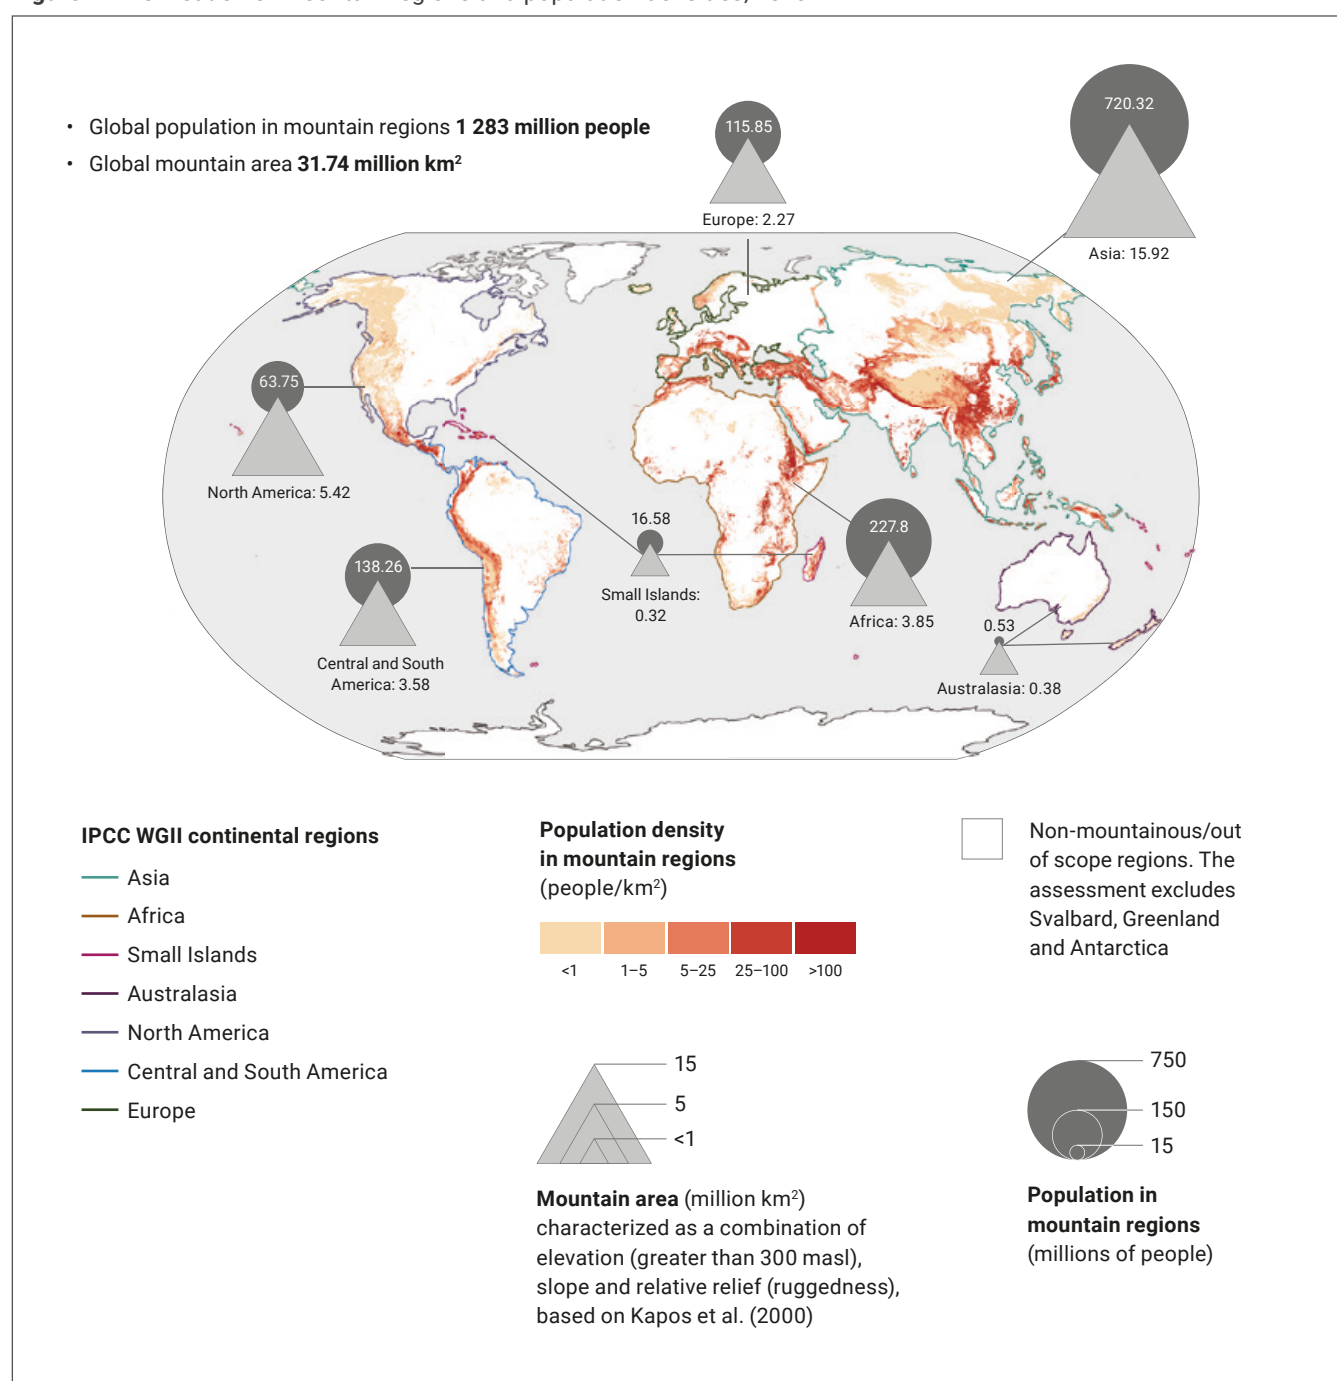 • Global population in mountain regions 1 283 million people
• Global mountain area 31.74 million km²
115.85
Europe: 2.27
720.32
Asia: 15.92
63.75
North America: 5.42
138.26
Central and South
America: 3.58
16.58
Small Islands:
0.32
227.8
Africa: 3.85
0.53
Australasia: 0.38
IPCC WGII continental regions
Asia
Africa
Small Islands
Australasia
North America
Central and South America
Europe
Population density
in mountain regions
(people/km²)
<1 1–5 5–25 25–100 >100
Non-mountainous/out
of scope regions. The
assessment excludes
Svalbard, Greenland
and Antarctica
15
5
<1
Mountain area (million km²)
characterized as a combination of
elevation (greater than 300 masl),
slope and relative relief (ruggedness),
based on Kapos et al. (2000)
750
150
15
Population in
mountain regions
(millions of people)